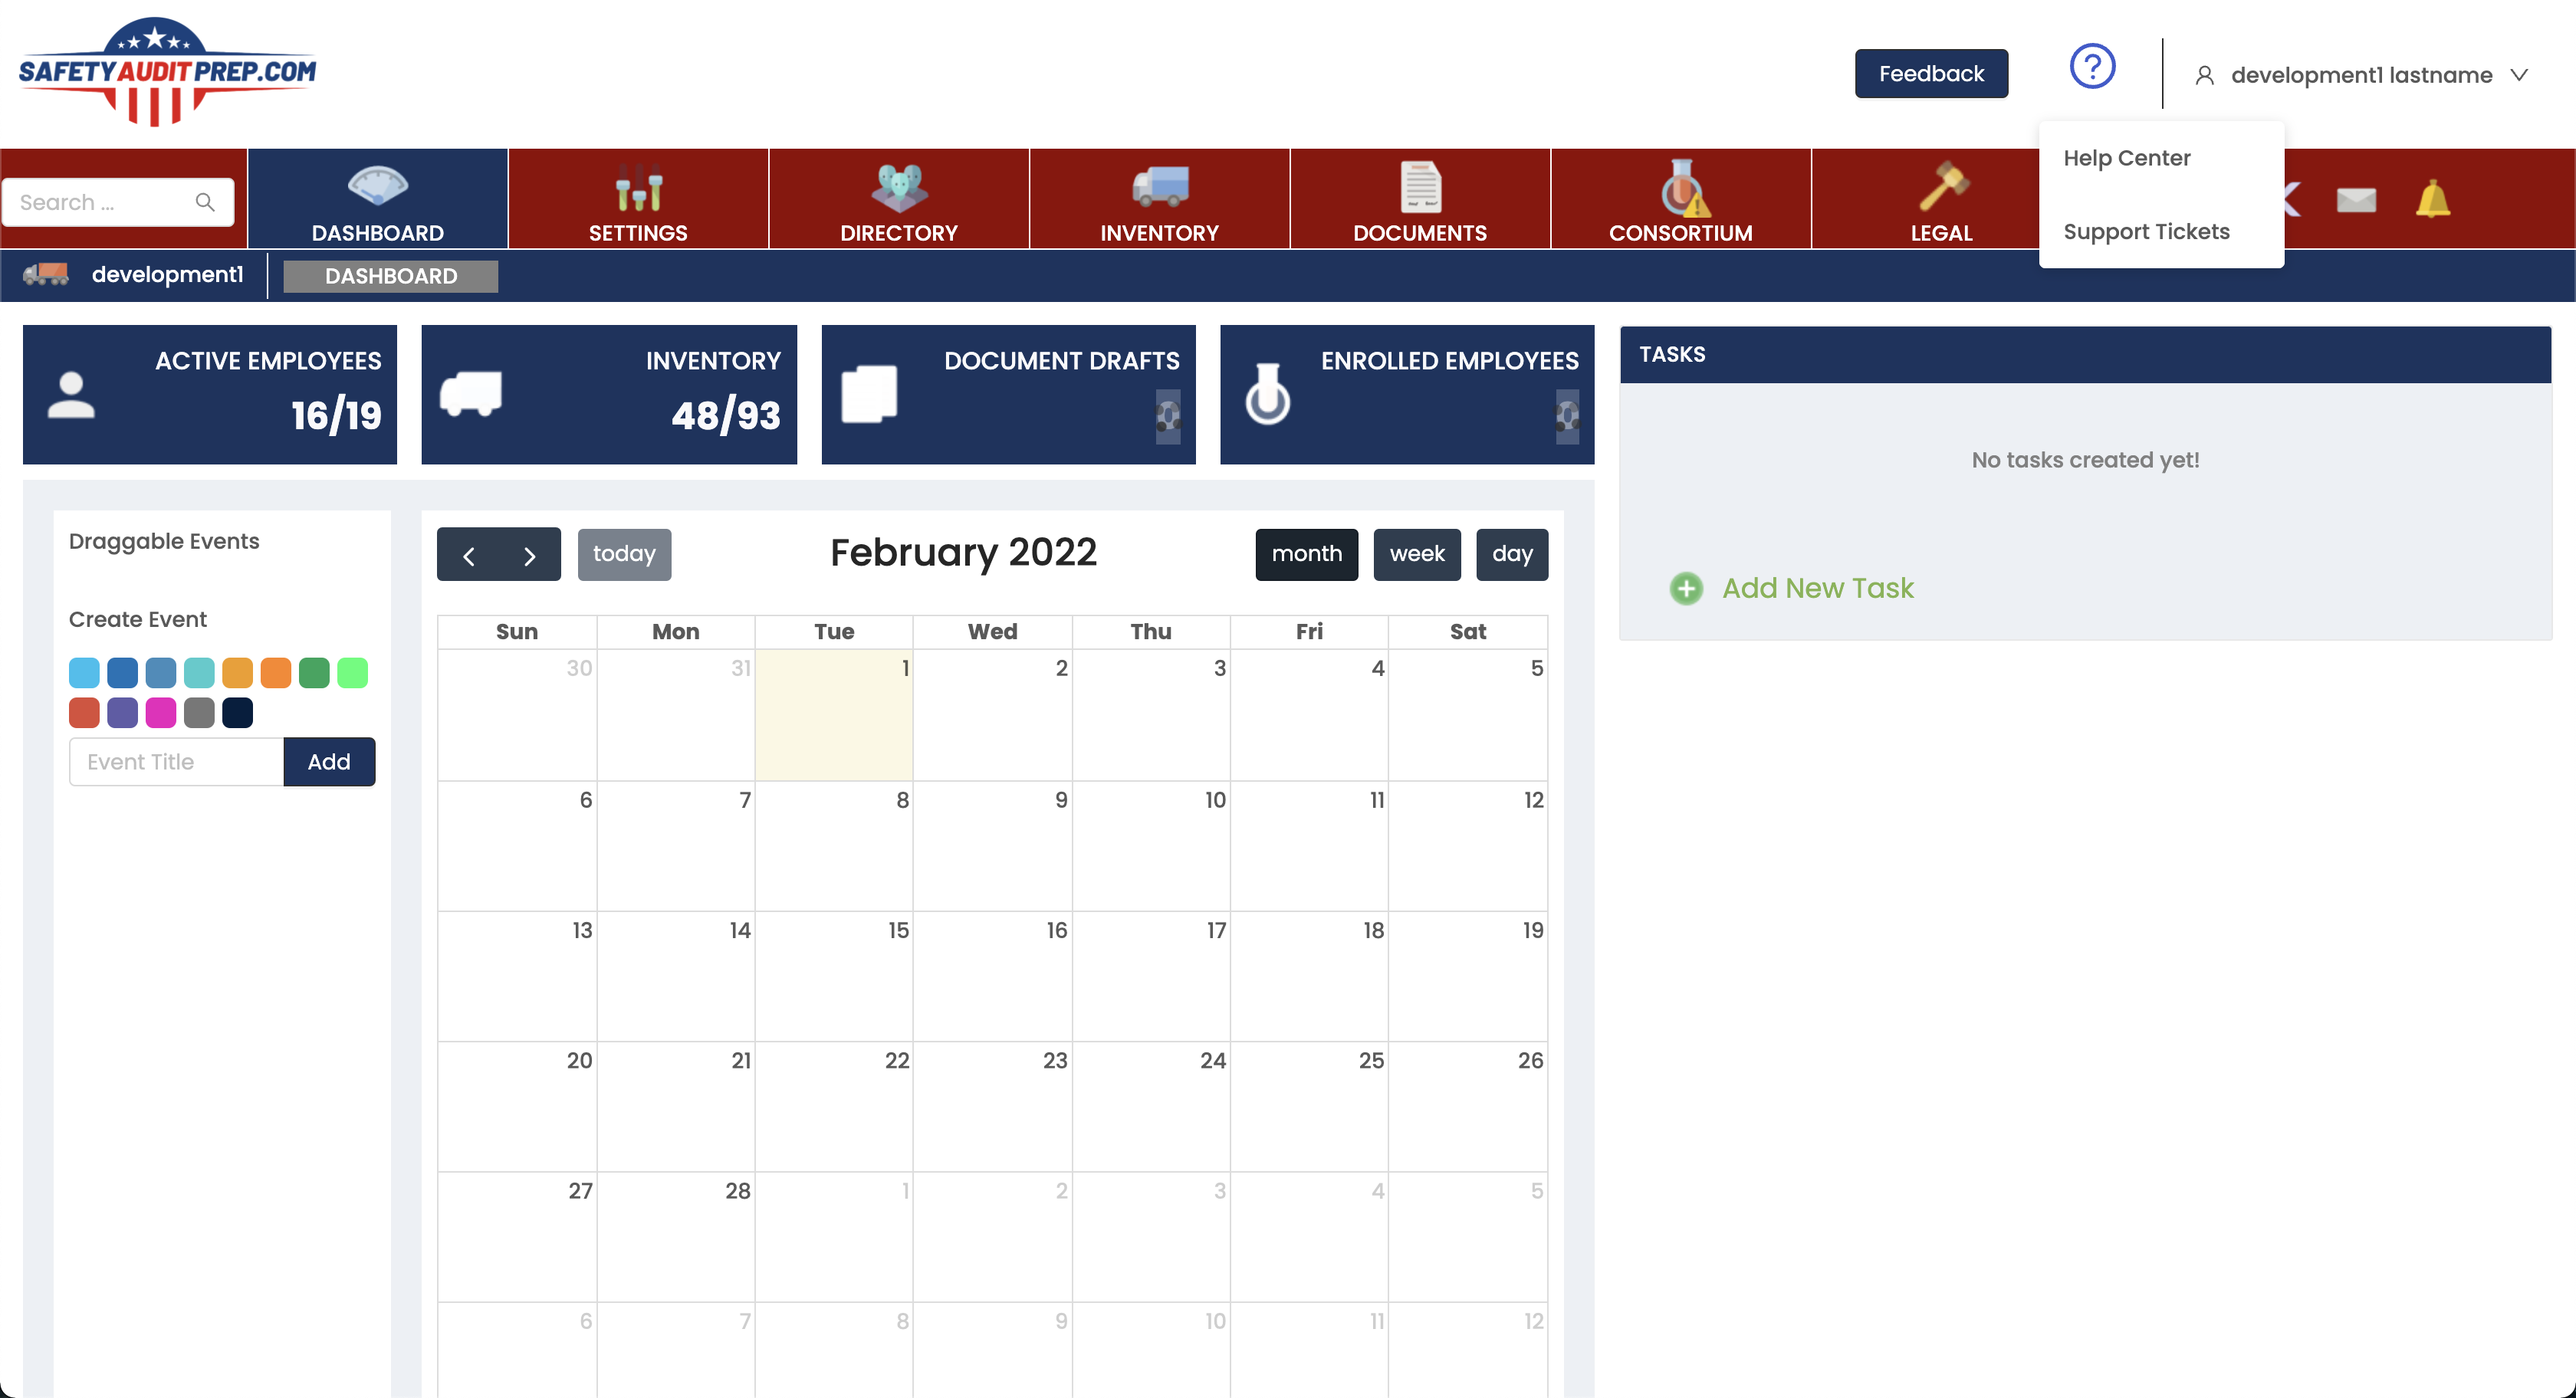 SAFETYAUDITPREP.COM
Feedback
?
development1 lastname
Help Center
Support Tickets
Search ...
DASHBOARD
SETTINGS
DIRECTORY
INVENTORY
DOCUMENTS
CONSORTIUM
LEGAL
development1
DASHBOARD
ACTIVE EMPLOYEES
16/19
INVENTORY
48/93
DOCUMENT DRAFTS
ENROLLED EMPLOYEES
TASKS
No tasks created yet!
Add New Task
Draggable Events
Create Event
Event Title
Add
today
February 2022
month
week
day
Sun Mon Tue Wed Thu Fri Sat
30 31 1 2 3 4 5
6 7 8 9 10 11 12
13 14 15 16 17 18 19
20 21 22 23 24 25 26
27 28 1 2 3 4 5
6 7 8 9 10 11 12